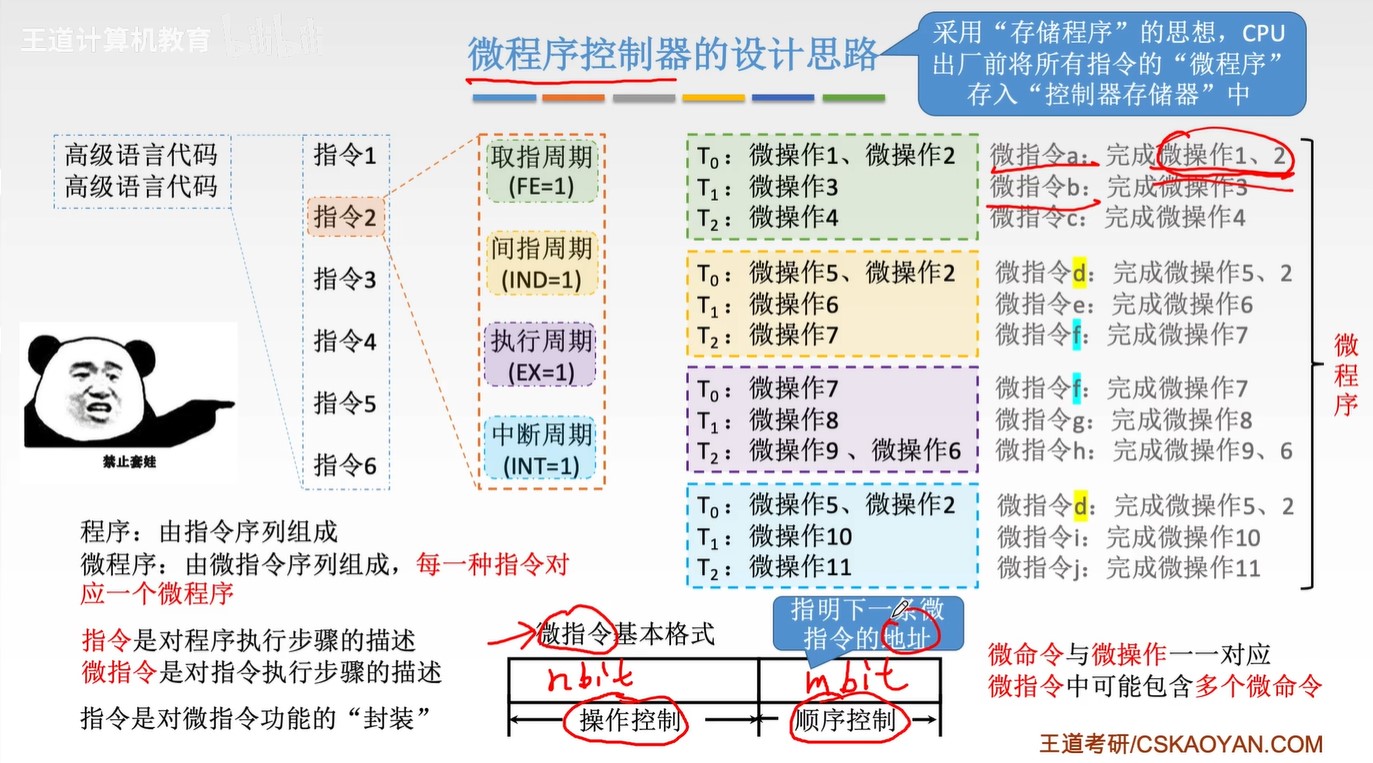 王道计算机教育 bilibili
微程序控制器的设计思路
采用“存储程序”的思想，CPU
出厂前将所有指令的“微程序”
存入“控制器存储器”中
高级语言代码
高级语言代码
指令1
指令2
指令3
指令4
指令5
指令6
取指周期
(FE=1)
间指周期
(IND=1)
执行周期
(EX=1)
中断周期
(INT=1)
T0：微操作1、微操作2
T1：微操作3
T2：微操作4
T0：微操作5、微操作2
T1：微操作6
T2：微操作7
T0：微操作7
T1：微操作8
T2：微操作9 、微操作6
T0：微操作5、微操作2
T1：微操作10
T2：微操作11
微指令a：完成微操作1、2
微指令b：完成微操作3
微指令c：完成微操作4
微指令d：完成微操作5、2
微指令e：完成微操作6
微指令f：完成微操作7
微指令f：完成微操作7
微指令g：完成微操作8
微指令h：完成微操作9、6
微指令d：完成微操作5、2
微指令i：完成微操作10
微指令j：完成微操作11
微程序
禁止套娃
程序：由指令序列组成
微程序：由微指令序列组成，每一种指令对
应一个微程序
指令是对程序执行步骤的描述
微指令是对指令执行步骤的描述
指令是对微指令功能的“封装”
微指令基本格式
指明下一条微
指令的地址
n bit
m bit
操作控制
顺序控制
微命令与微操作一一对应
微指令中可能包含多个微命令
王道考研/CSKAOYAN.COM